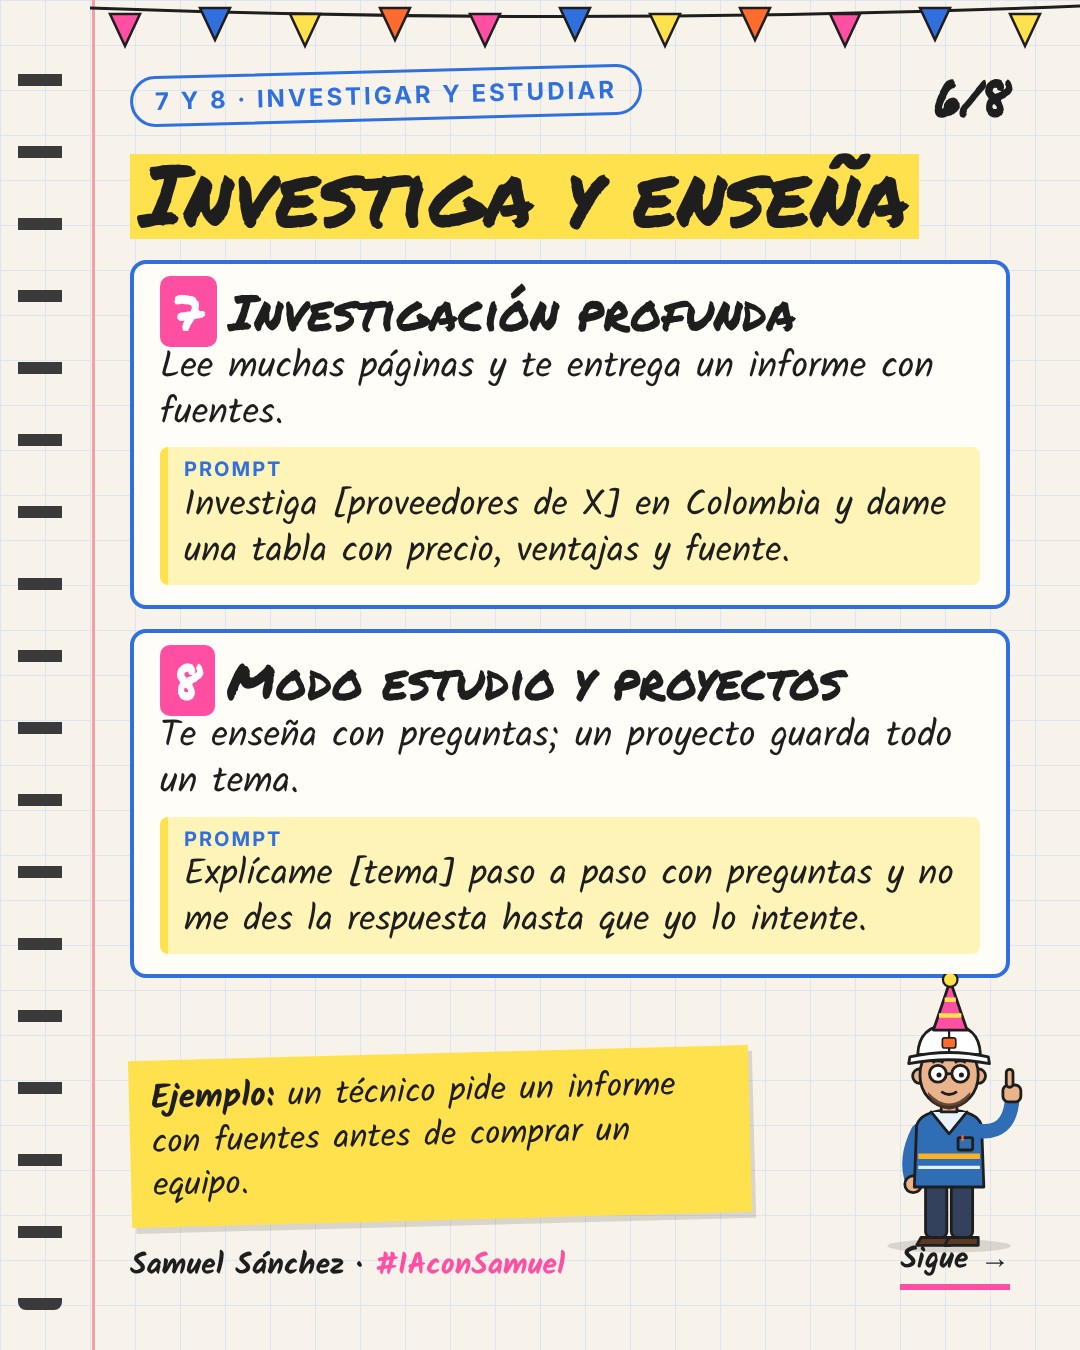 7 Y 8 · INVESTIGAR Y ESTUDIAR
6/8
INVESTIGA Y ENSEÑA
7 INVESTIGACIÓN PROFUNDA
Lee muchas páginas y te entrega un informe con
fuentes.
PROMPT
Investiga [proveedores de X] en Colombia y dame
una tabla con precio, ventajas y fuente.
8 MODO ESTUDIO Y PROYECTOS
Te enseña con preguntas; un proyecto guarda todo
un tema.
PROMPT
Explícame [tema] paso a paso con preguntas y no
me des la respuesta hasta que yo lo intente.
Ejemplo: un técnico pide un informe
con fuentes antes de comprar un
equipo.
Samuel Sánchez · #IAconSamuel
Sigue →